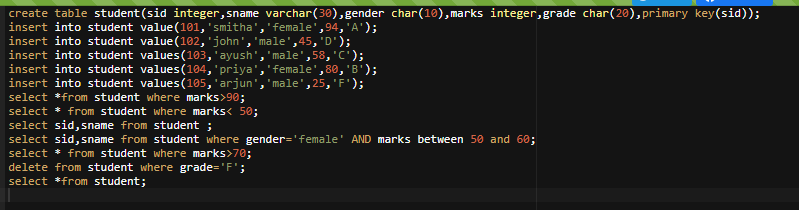 create table student(sid integer,sname varchar(30),gender char(10),marks integer,grade char(20),primary key(sid));
insert into student value(101,'smitha','female',94,'A');
insert into student value(102,'john','male',45,'D');
insert into student values(103,'ayush','male',58,'C');
insert into student values(104,'priya','female',80,'B');
insert into student values(105,'arjun','male',25,'F');
select *from student where marks>90;
select * from student where marks< 50;
select sid,sname from student ;
select sid,sname from student where gender='female' AND marks between 50 and 60;
select * from student where marks>70;
delete from student where grade='F';
select *from student;